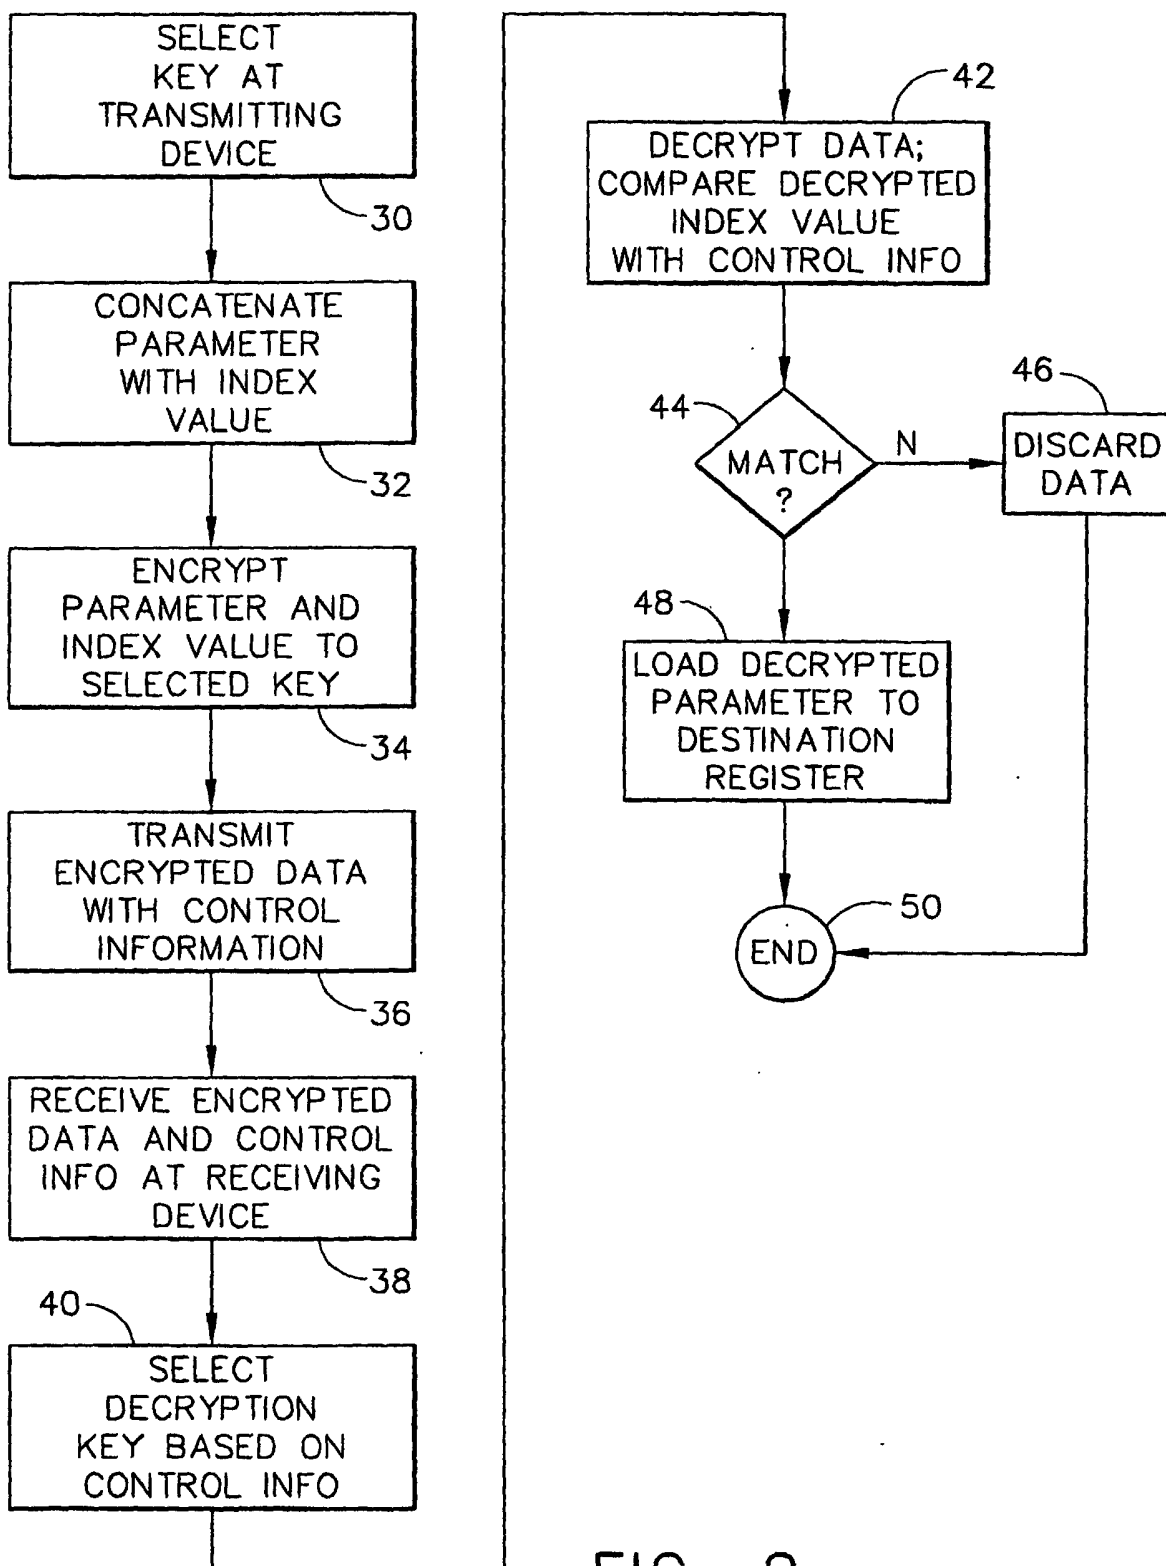 SELECT
KEY AT
TRANSMITTING
DEVICE
30
CONCATENATE
PARAMETER
WITH INDEX
VALUE
32
ENCRYPT
PARAMETER AND
INDEX VALUE TO
SELECTED KEY
34
TRANSMIT
ENCRYPTED DATA
WITH CONTROL
INFORMATION
36
RECEIVE ENCRYPTED
DATA AND CONTROL
INFO AT RECEIVING
DEVICE
38
40
SELECT
DECRYPTION
KEY BASED ON
CONTROL INFO
42
DECRYPT DATA;
COMPARE DECRYPTED
INDEX VALUE
WITH CONTROL INFO
44
MATCH
?
N
46
DISCARD
DATA
48
LOAD DECRYPTED
PARAMETER TO
DESTINATION
REGISTER
50
END